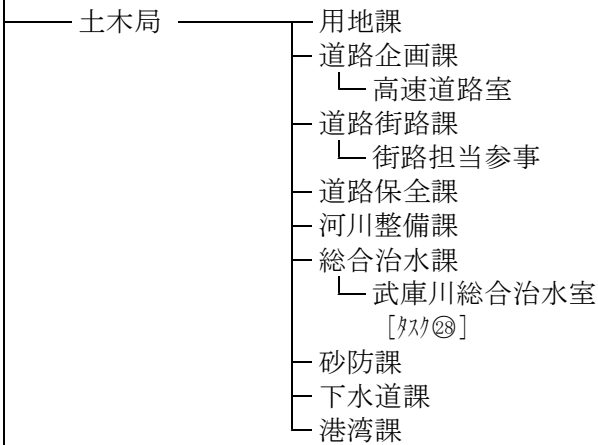 土木局
用地課
道路企画課
高速道路室
道路街路課
街路担当参事
道路保全課
河川整備課
総合治水課
武庫川総合治水室
［ﾀｽｸ㉘］
砂防課
下水道課
港湾課